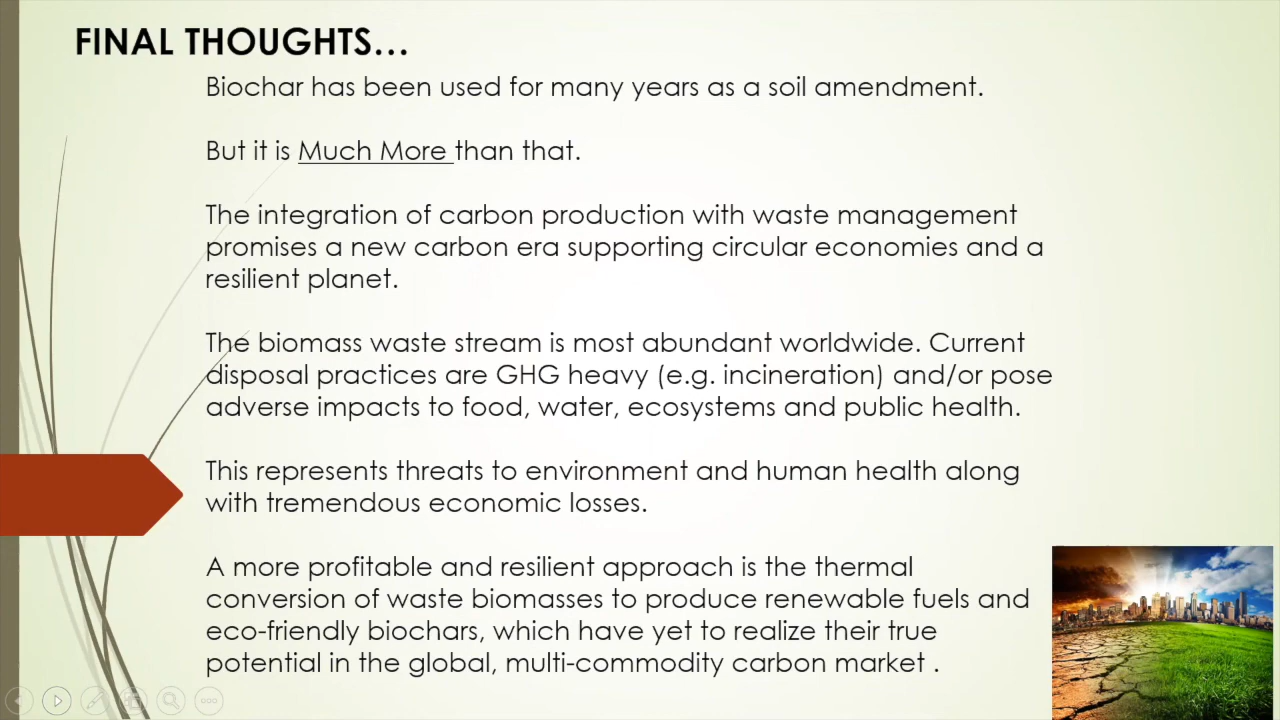 FINAL THOUGHTS…
Biochar has been used for many years as a soil amendment.
But it is Much More than that.
The integration of carbon production with waste management
promises a new carbon era supporting circular economies and a
resilient planet.
The biomass waste stream is most abundant worldwide. Current
disposal practices are GHG heavy (e.g. incineration) and/or pose
adverse impacts to food, water, ecosystems and public health.
This represents threats to environment and human health along
with tremendous economic losses.
A more profitable and resilient approach is the thermal
conversion of waste biomasses to produce renewable fuels and
eco-friendly biochars, which have yet to realize their true
potential in the global, multi-commodity carbon market .